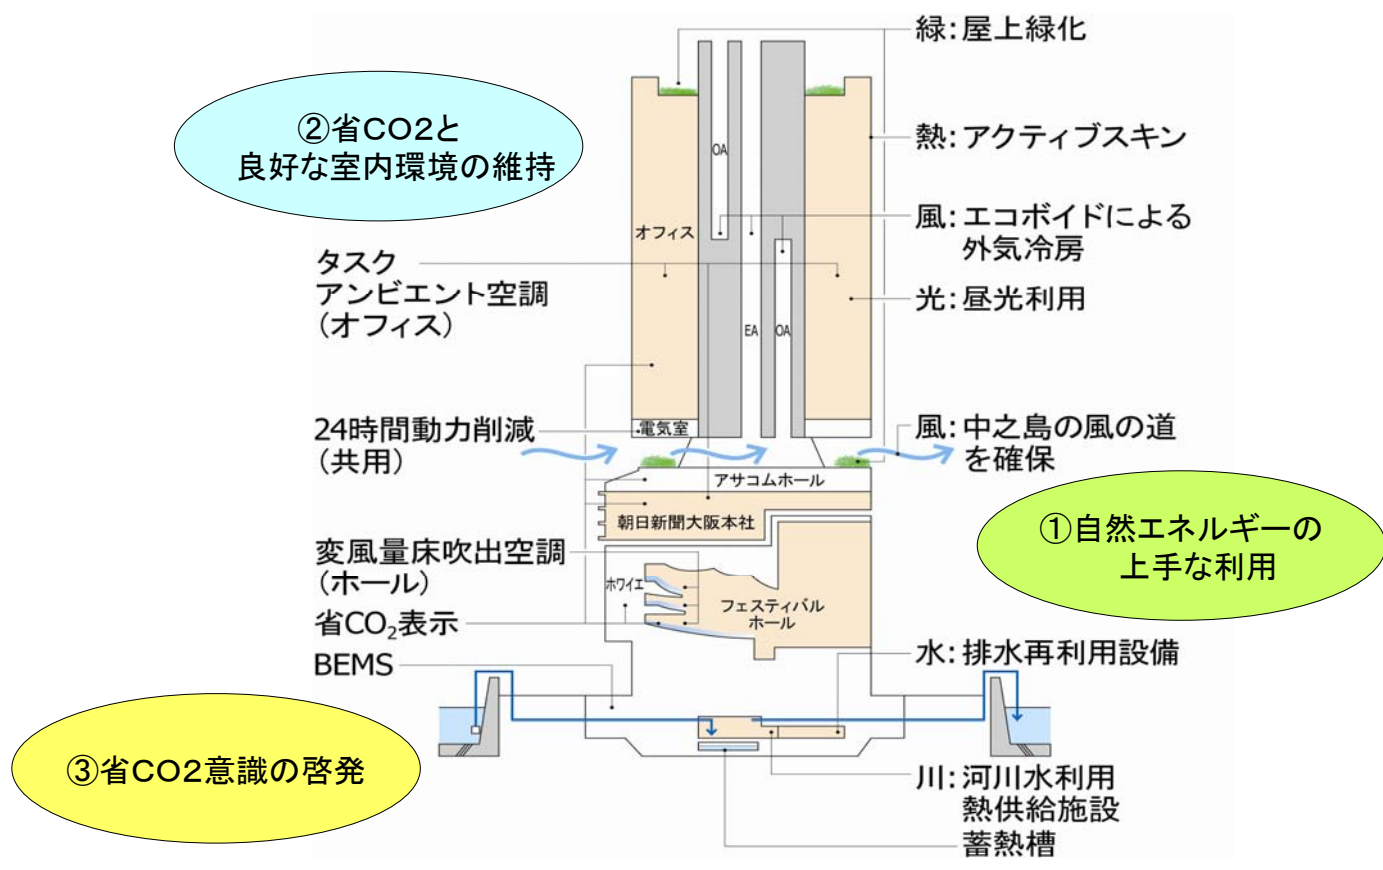 緑：屋上緑化
②省ＣＯ２と
良好な室内環境の維持
熱：アクティブスキン
OA
風：エコボイドによる
外気冷房
オフィス
タスク
アンビエント空調
（オフィス）
光：昼光利用
EA
OA
24時間動力削減
（共用）
電気室
風：中之島の風の道
を確保
アサコムホール
朝日新聞大阪本社
①自然エネルギーの
上手な利用
変風量床吹出空調
（ホール）
ホワイエ
フェスティバル
ホール
省CO₂表示
BEMS
水：排水再利用設備
③省ＣＯ２意識の啓発
川：河川水利用
熱供給施設
蓄熱槽